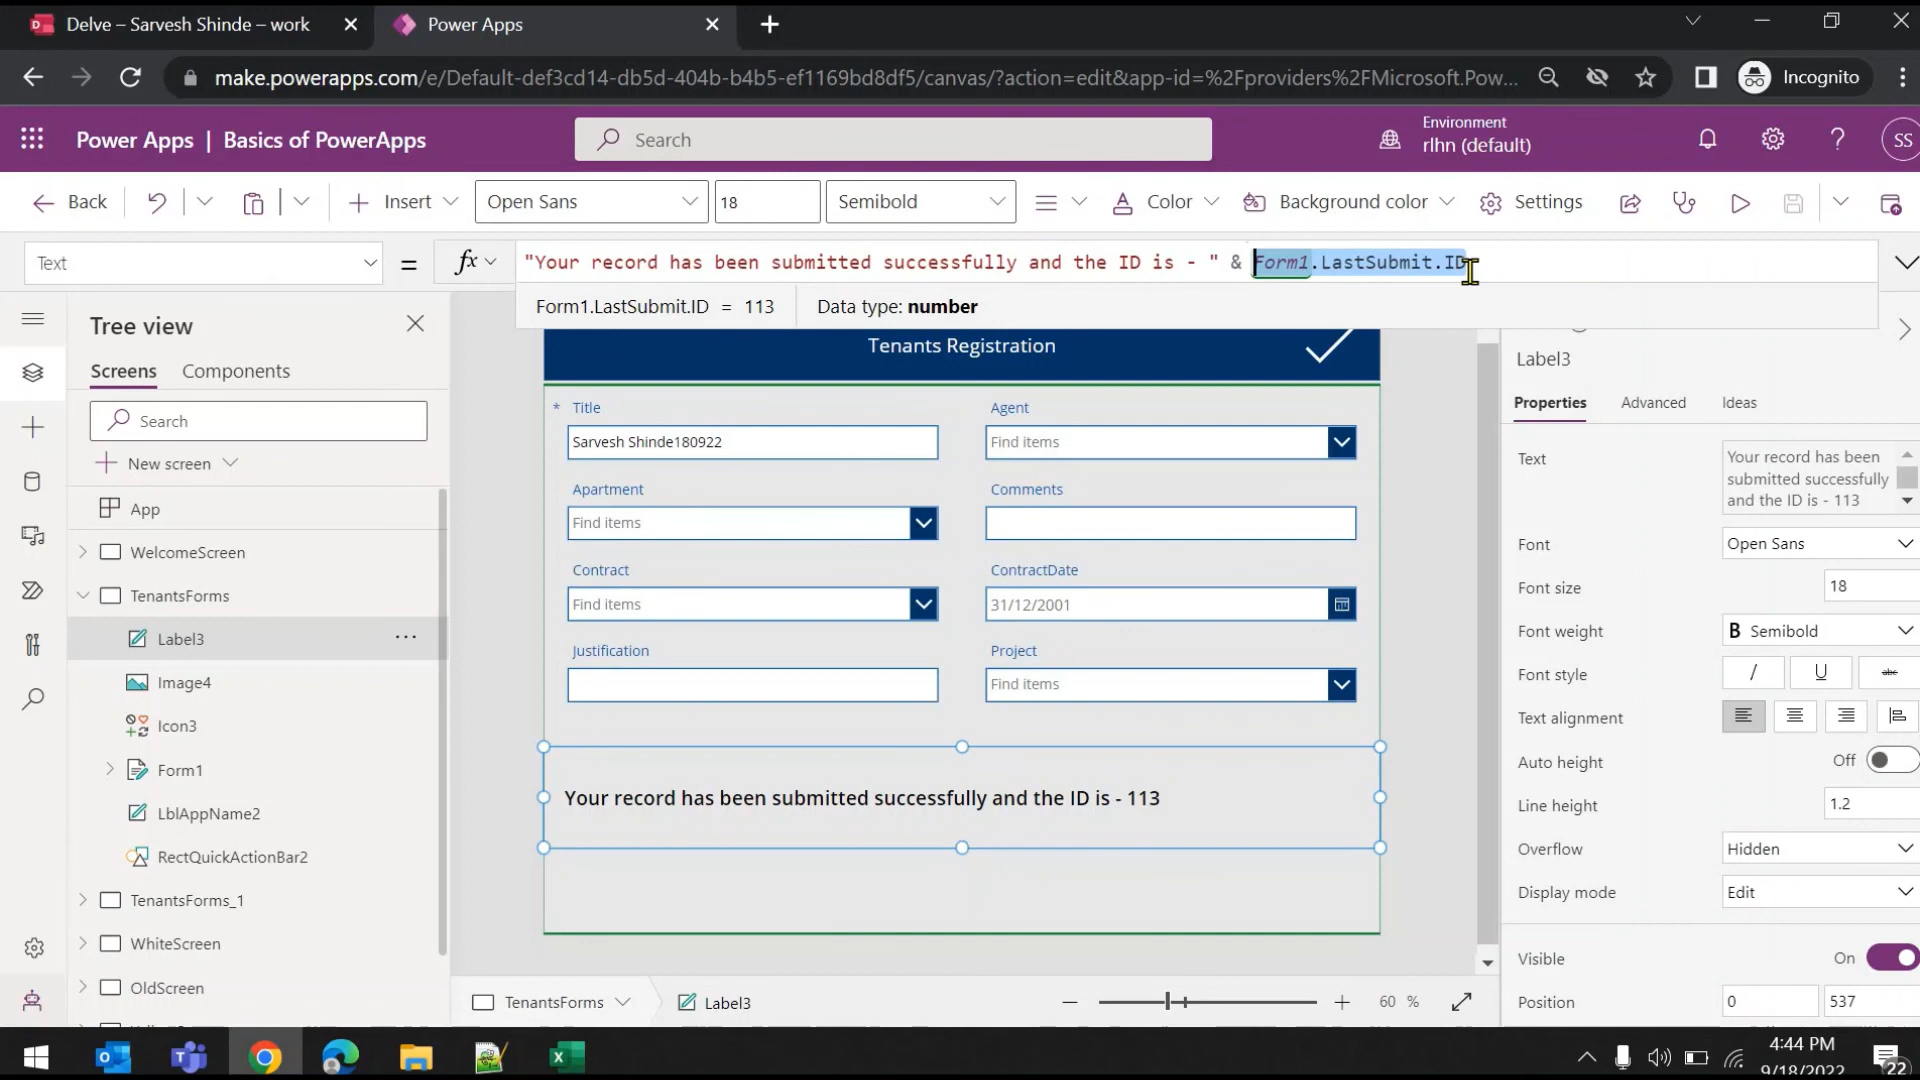 Delve – Sarvesh Shinde – work
Power Apps
make.powerapps.com/e/Default-def3cd14-db5d-404b-b4b5-ef1169bd8df5/canvas/?action=edit&app-id=%2Fproviders%2FMicrosoft.Pow...
Incognito
Power Apps | Basics of PowerApps
Search
Environment
rlhn (default)
SS
Back
Insert
Open Sans
18
Semibold
Color
Background color
Settings
Text
=
fx
"Your record has been submitted successfully and the ID is - " & Form1.LastSubmit.ID
Form1.LastSubmit.ID = 113
Data type: number
Tree view
Screens
Components
Search
New screen
App
WelcomeScreen
TenantsForms
Label3
Image4
Icon3
Form1
LblAppName2
RectQuickActionBar2
TenantsForms_1
WhiteScreen
OldScreen
Tenants Registration
* Title
Sarvesh Shinde180922
Agent
Find items
Apartment
Find items
Comments
Contract
Find items
ContractDate
31/12/2001
Justification
Project
Find items
Your record has been submitted successfully and the ID is - 113
TenantsForms
Label3
60 %
Label3
Properties
Advanced
Ideas
Text
Your record has been
submitted successfully
and the ID is - 113
Font
Open Sans
Font size
18
Font weight
B Semibold
Font style
/
U
abc
Text alignment
Auto height
Off
Line height
1.2
Overflow
Hidden
Display mode
Edit
Visible
On
Position
0
537
4:44 PM
9/18/2022
22